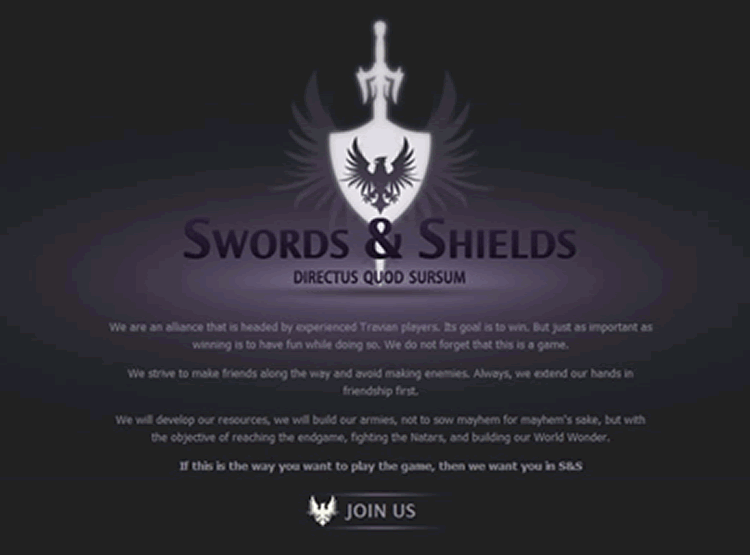 SWORDS & SHIELDS
DIRECTUS QUOD SURSUM
We are an alliance that is headed by experienced Travian players. Its goal is to win. But just as important as
winning is to have fun while doing so. We do not forget that this is a game.
We strive to make friends along the way and avoid making enemies. Always, we extend our hands in
friendship first.
We will develop our resources, we will build our armies, not to sow mayhem for mayhem's sake, but with
the objective of reaching the endgame, fighting the Natars, and building our World Wonder.
If this is the way you want to play the game, then we want you in S&S
JOIN US